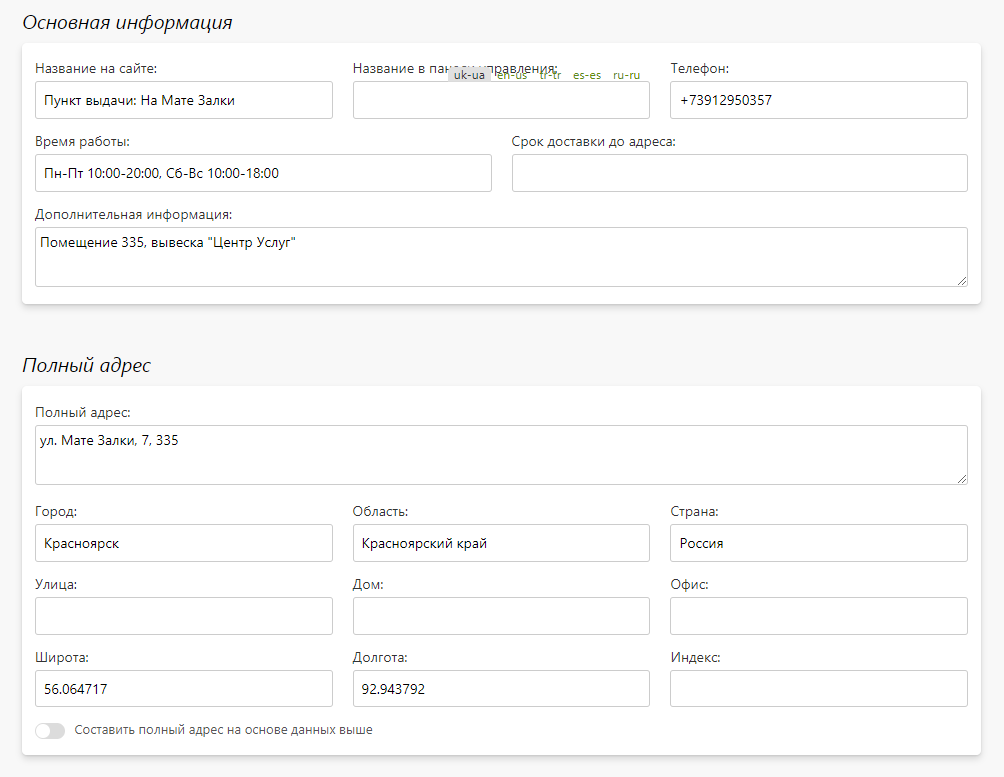 Основная информация
Название на сайте:
Название в панели управления:
Телефон:
uk-ua en-us tr-tr es-es ru-ru
Пункт выдачи: На Мате Залки
+73912950357
Время работы:
Срок доставки до адреса:
Пн-Пт 10:00-20:00, Сб-Вс 10:00-18:00
Дополнительная информация:
Помещение 335, вывеска "Центр Услуг"
Полный адрес
Полный адрес:
ул. Мате Залки, 7, 335
Город:
Область:
Страна:
Красноярск
Красноярский край
Россия
Улица:
Дом:
Офис:
Широта:
Долгота:
Индекс:
56.064717
92.943792
Составить полный адрес на основе данных выше